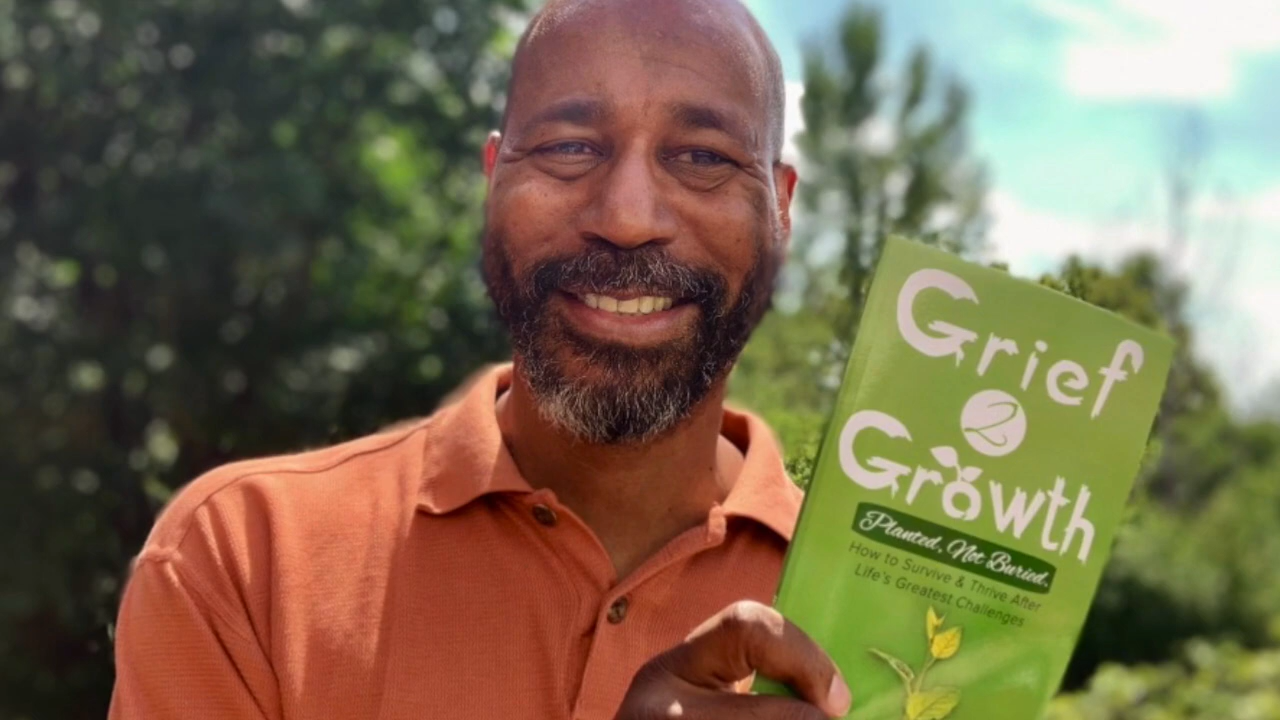 Grief
2
Growth
Planted, Not Buried.
How to Survive & Thrive After
Life's Greatest Challenges